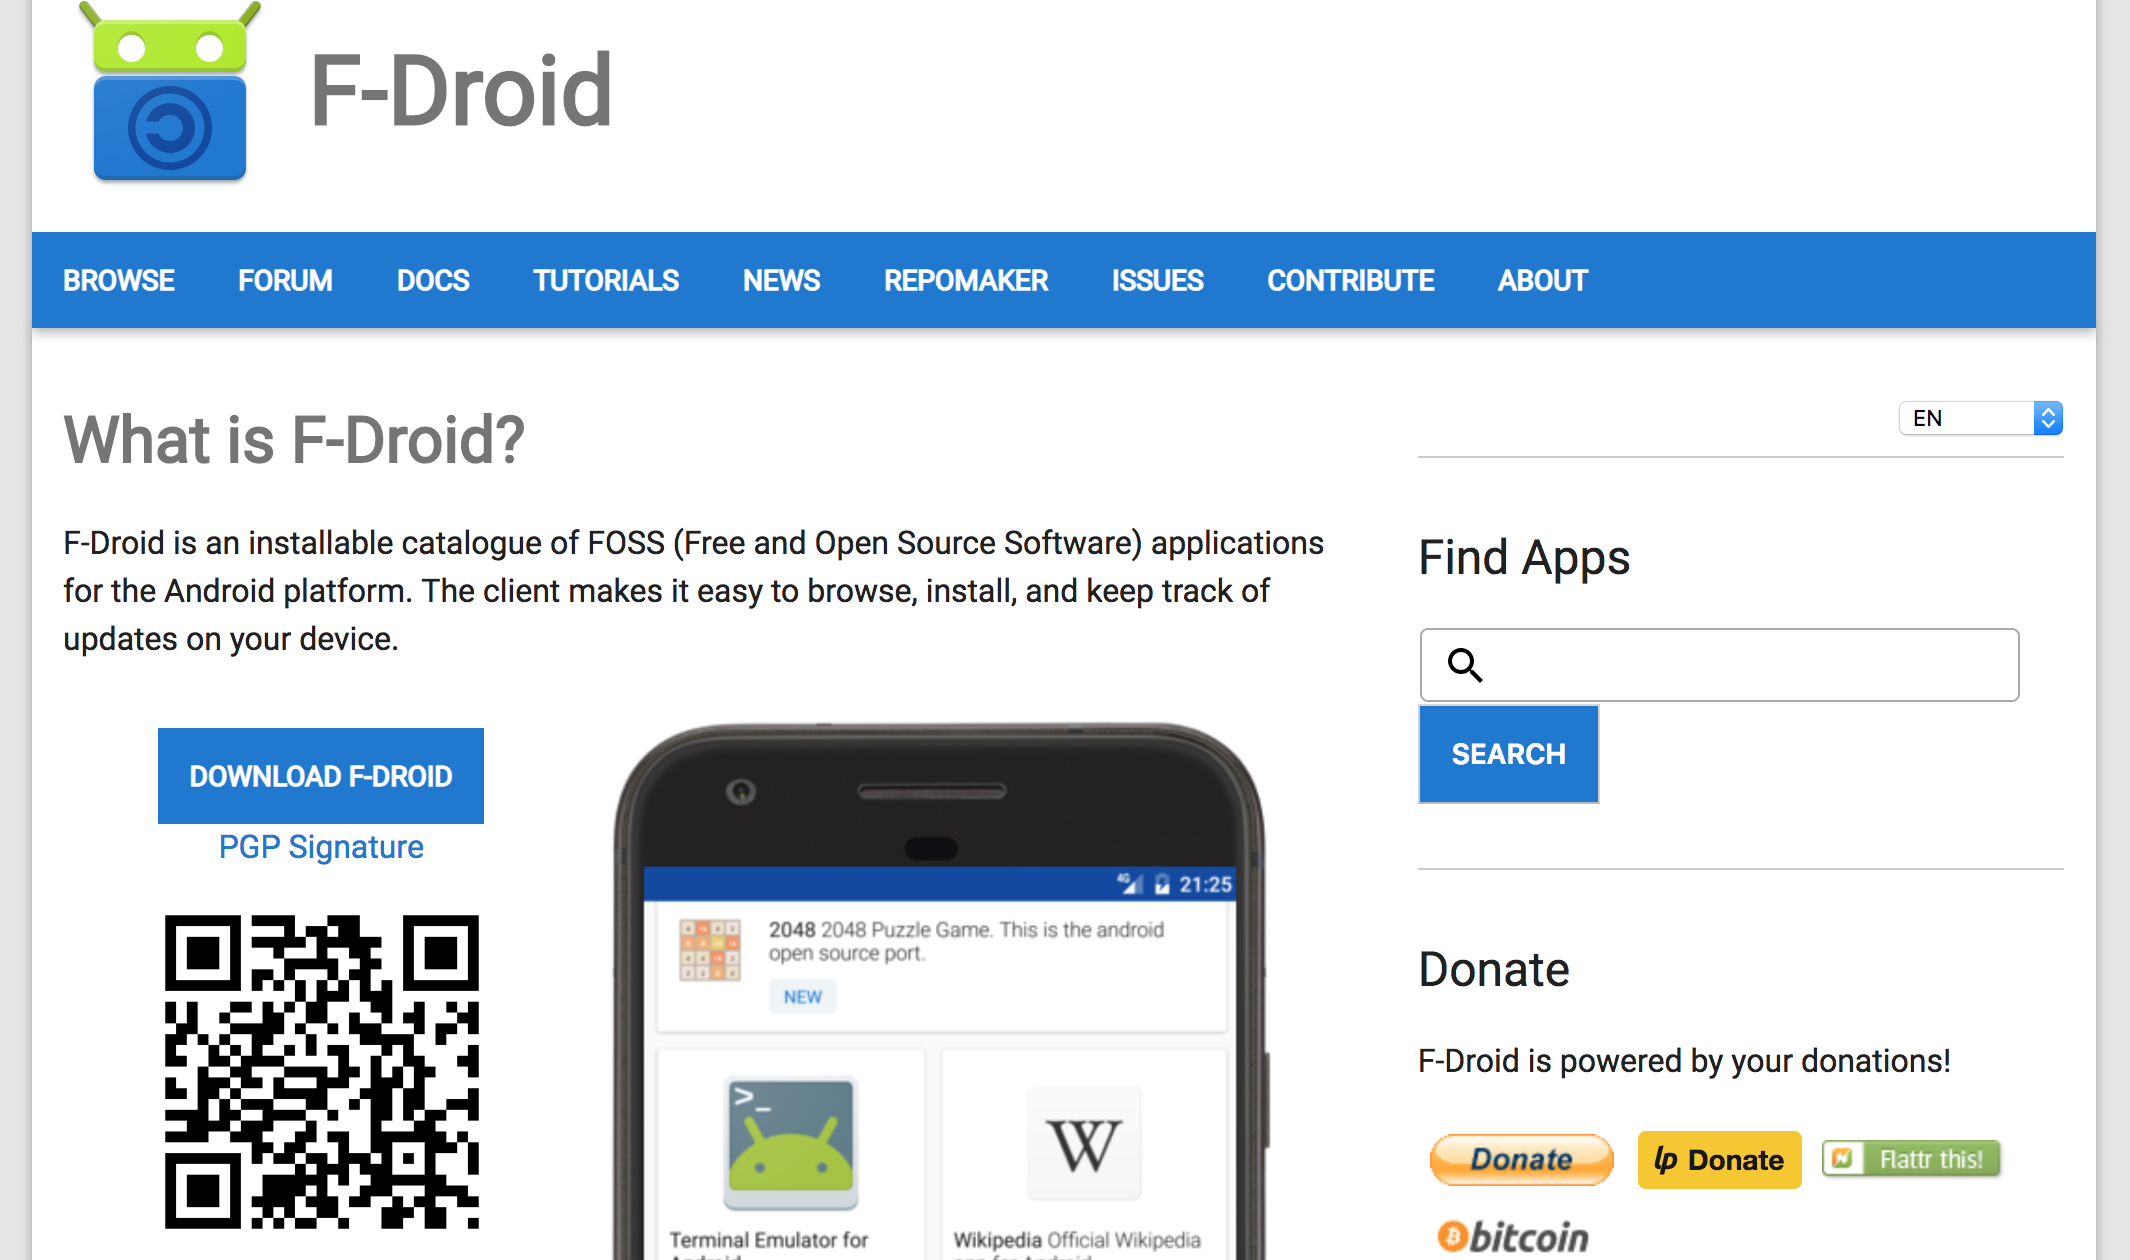 F-Droid
BROWSE FORUM DOCS TUTORIALS NEWS REPOMAKER ISSUES CONTRIBUTE ABOUT
What is F-Droid?
F-Droid is an installable catalogue of FOSS (Free and Open Source Software) applications
for the Android platform. The client makes it easy to browse, install, and keep track of
updates on your device.
DOWNLOAD F-DROID
PGP Signature
4G 21:25
2048 2048 Puzzle Game. This is the android
open source port.
NEW
>_
W
Terminal Emulator for
Wikipedia Official Wikipedia
EN
Find Apps
SEARCH
Donate
F-Droid is powered by your donations!
Donate
lp Donate
Flattr this!
bitcoin